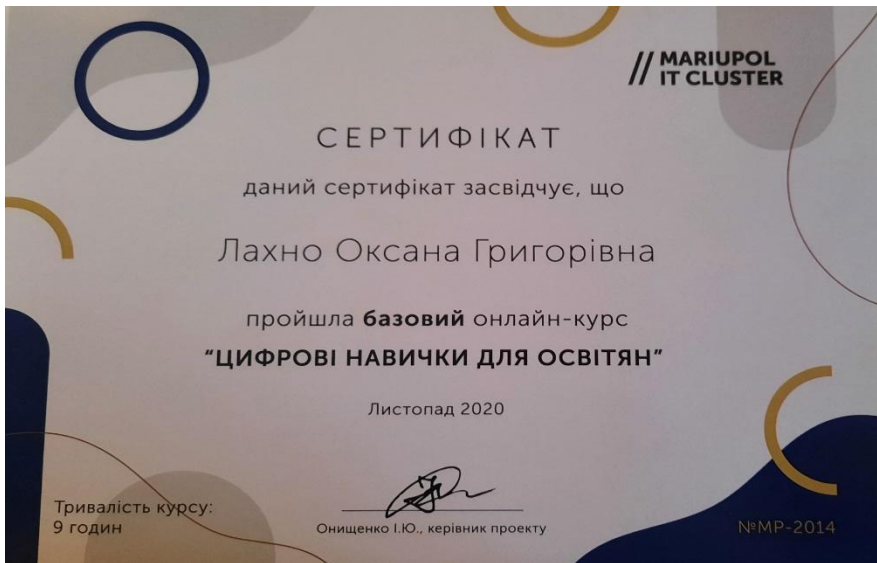 // MARIUPOL
IT CLUSTER
СЕРТИФІКАТ
даний сертифікат засвідчує, що
Лахно Оксана Григорівна
пройшла базовий онлайн-курс
“ЦИФРОВІ НАВИЧКИ ДЛЯ ОСВІТЯН”
Листопад 2020
Тривалість курсу:
9 годин
Онищенко І.Ю., керівник проекту
№МР-2014